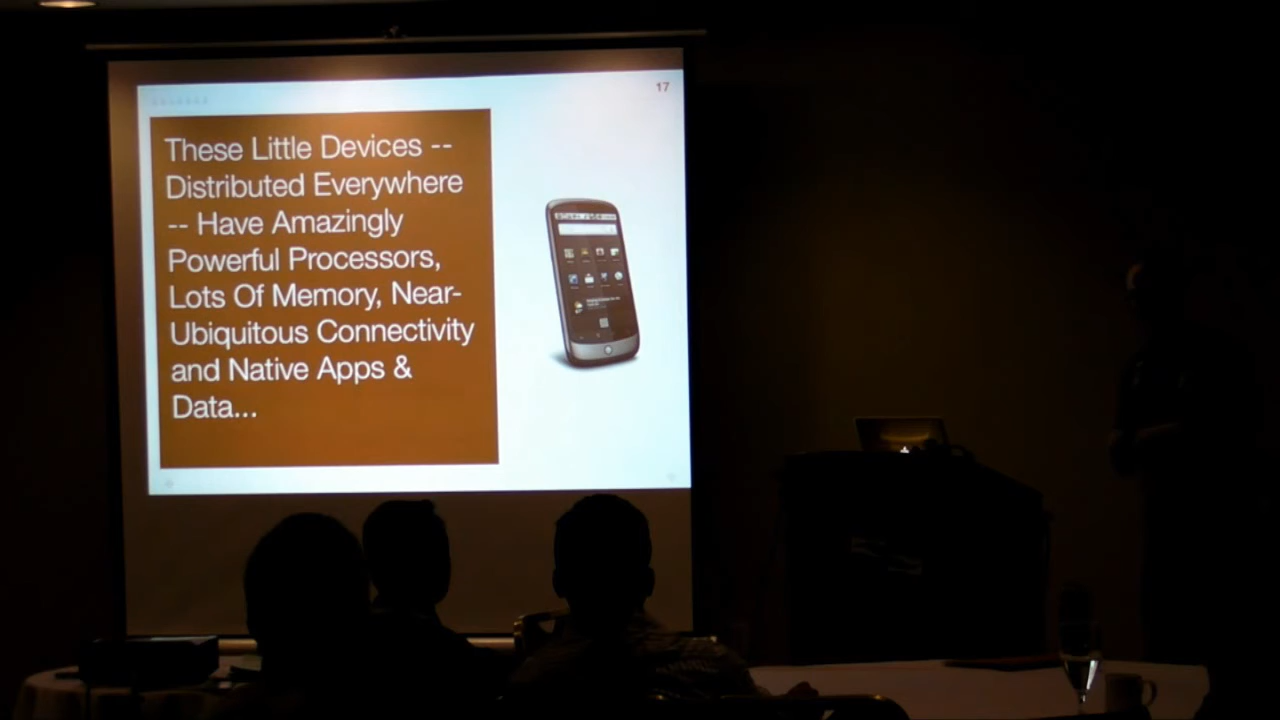 17
These Little Devices --
Distributed Everywhere
-- Have Amazingly
Powerful Processors,
Lots Of Memory, Near-
Ubiquitous Connectivity
and Native Apps &
Data...